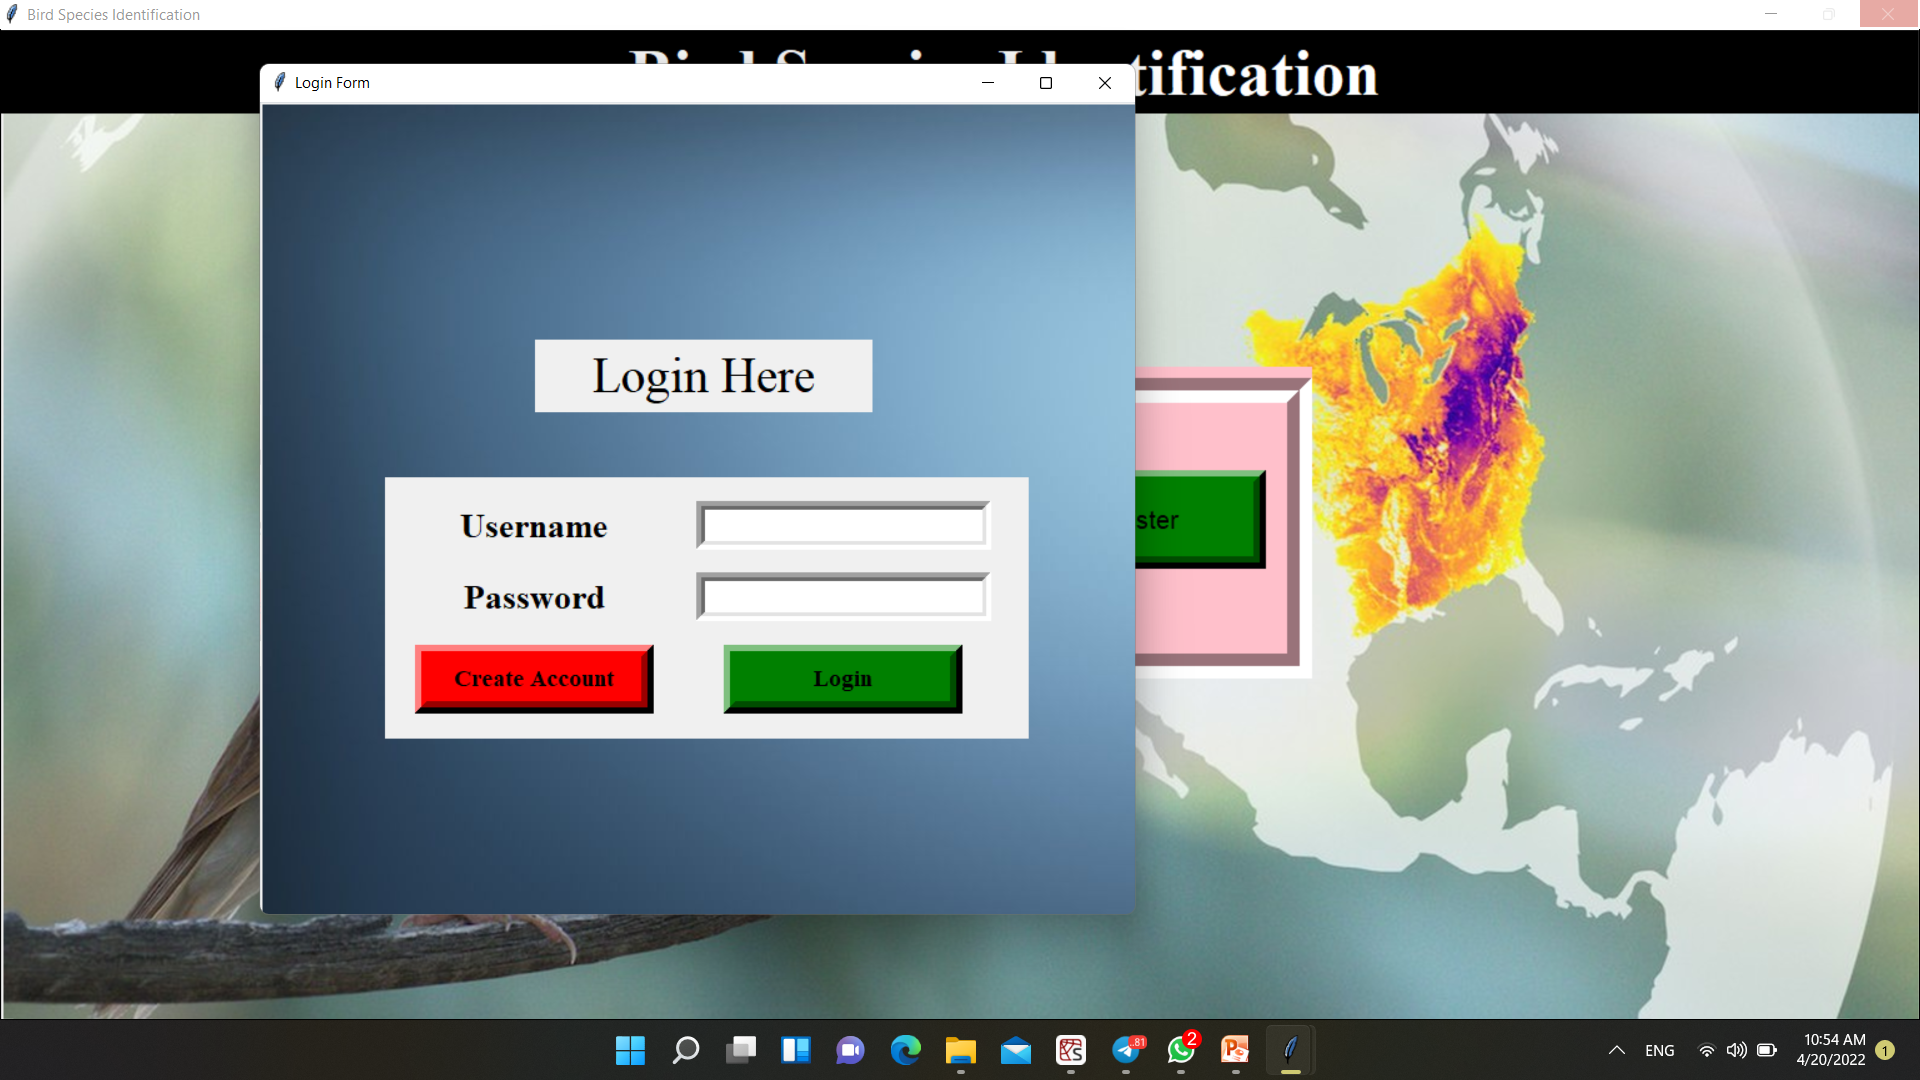 Bird Species Identification
tification
Login Form
Login Here
Username
Password
Create Account
Login
ster
81
2
ENG
10:54 AM
4/20/2022
1